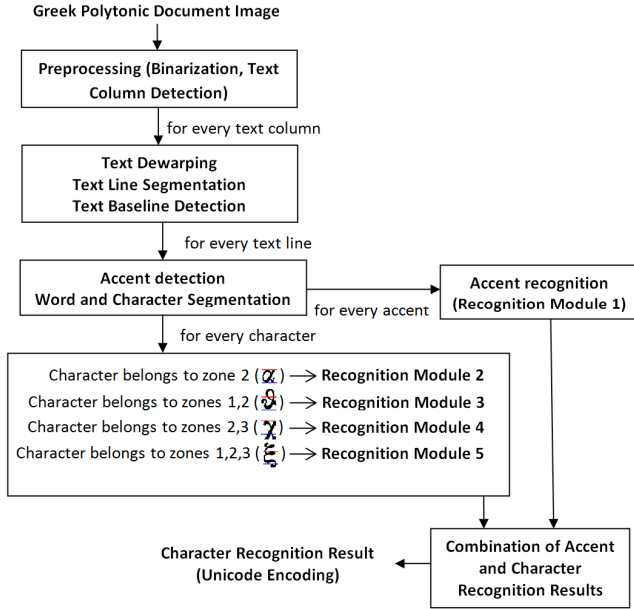 Greek Polytonic Document Image
Preprocessing (Binarization, Text
Column Detection)
for every text column
Text Dewarping
Text Line Segmentation
Text Baseline Detection
for every text line
Accent detection
Word and Character Segmentation
for every accent
Accent recognition
(Recognition Module 1)
for every character
Character belongs to zone 2 (α) → Recognition Module 2
Character belongs to zones 1,2 (ϑ) → Recognition Module 3
Character belongs to zones 2,3 (χ) → Recognition Module 4
Character belongs to zones 1,2,3 (ξ) → Recognition Module 5
Combination of Accent
and Character
Recognition Results
Character Recognition Result
(Unicode Encoding)